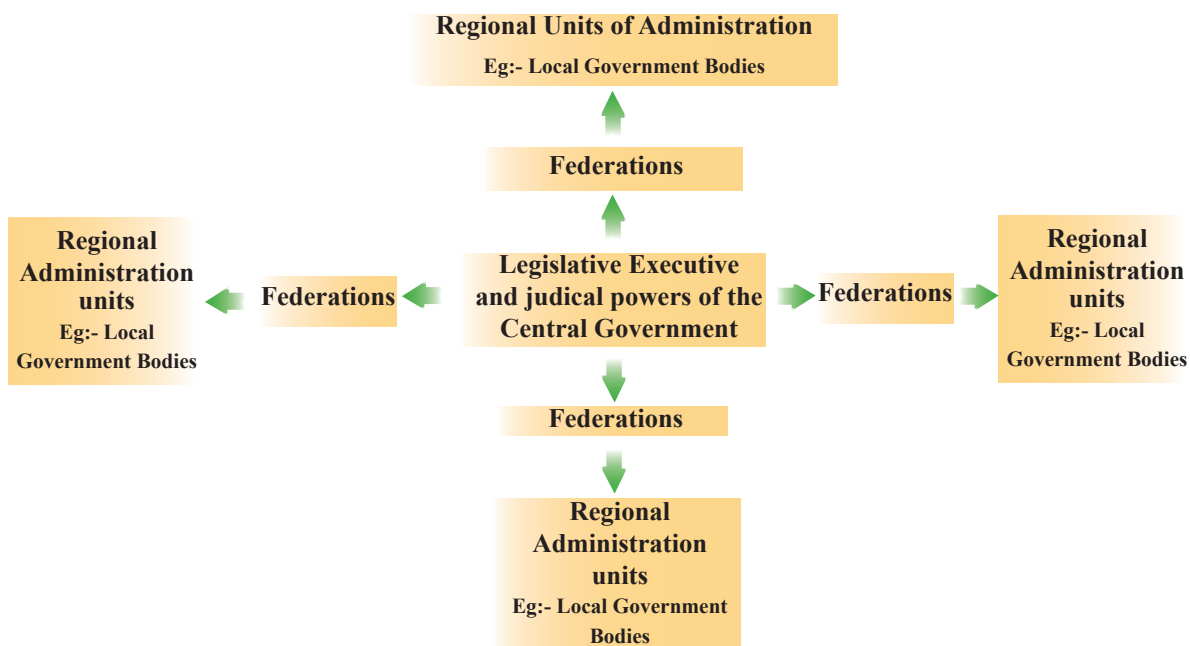 Regional Units of Administration
Eg:- Local Government Bodies
Federations
Regional
Administration
units
Eg:- Local
Government Bodies
Federations
Legislative Executive
and judical powers of the
Central Government
Federations
Regional
Administration
units
Eg:- Local
Government Bodies
Federations
Regional
Administration
units
Eg:- Local Government
Bodies